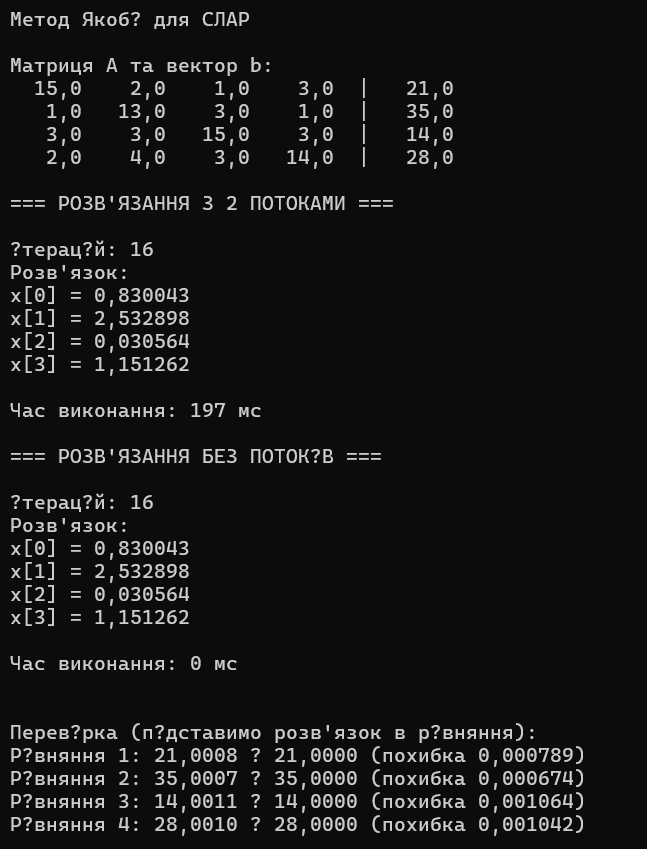 Метод Якоб? для СЛАР
Матриця A та вектор b:
15,0 2,0 1,0 3,0 | 21,0
1,0 13,0 3,0 1,0 | 35,0
3,0 3,0 15,0 3,0 | 14,0
2,0 4,0 3,0 14,0 | 28,0
=== РОЗВ'ЯЗАННЯ З 2 ПОТОКАМИ ===
?терац?й: 16
Розв'язок:
x[0] = 0,830043
x[1] = 2,532898
x[2] = 0,030564
x[3] = 1,151262
Час виконання: 197 мс
=== РОЗВ'ЯЗАННЯ БЕЗ ПОТОК?В ===
?терац?й: 16
Розв'язок:
x[0] = 0,830043
x[1] = 2,532898
x[2] = 0,030564
x[3] = 1,151262
Час виконання: 0 мс
Перев?рка (п?дставимо розв'язок в р?вняння):
Р?вняння 1: 21,0008 ? 21,0000 (похибка 0,000789)
Р?вняння 2: 35,0007 ? 35,0000 (похибка 0,000674)
Р?вняння 3: 14,0011 ? 14,0000 (похибка 0,001064)
Р?вняння 4: 28,0010 ? 28,0000 (похибка 0,001042)